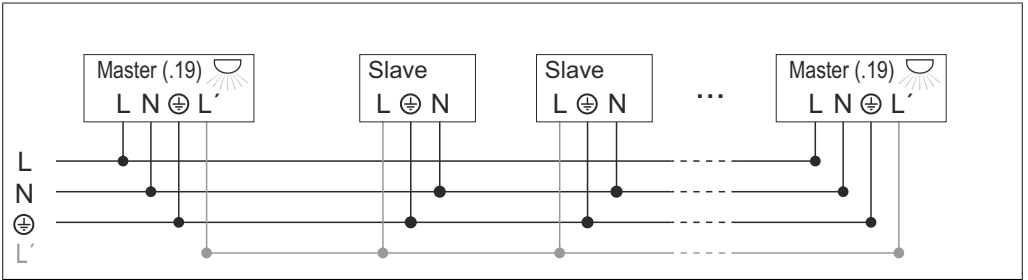 Master (.19) Slave Slave Master (.19)
L N ⏚ L´ L ⏚ N L ⏚ N ... L N ⏚ L´
L
N
⏚
L´